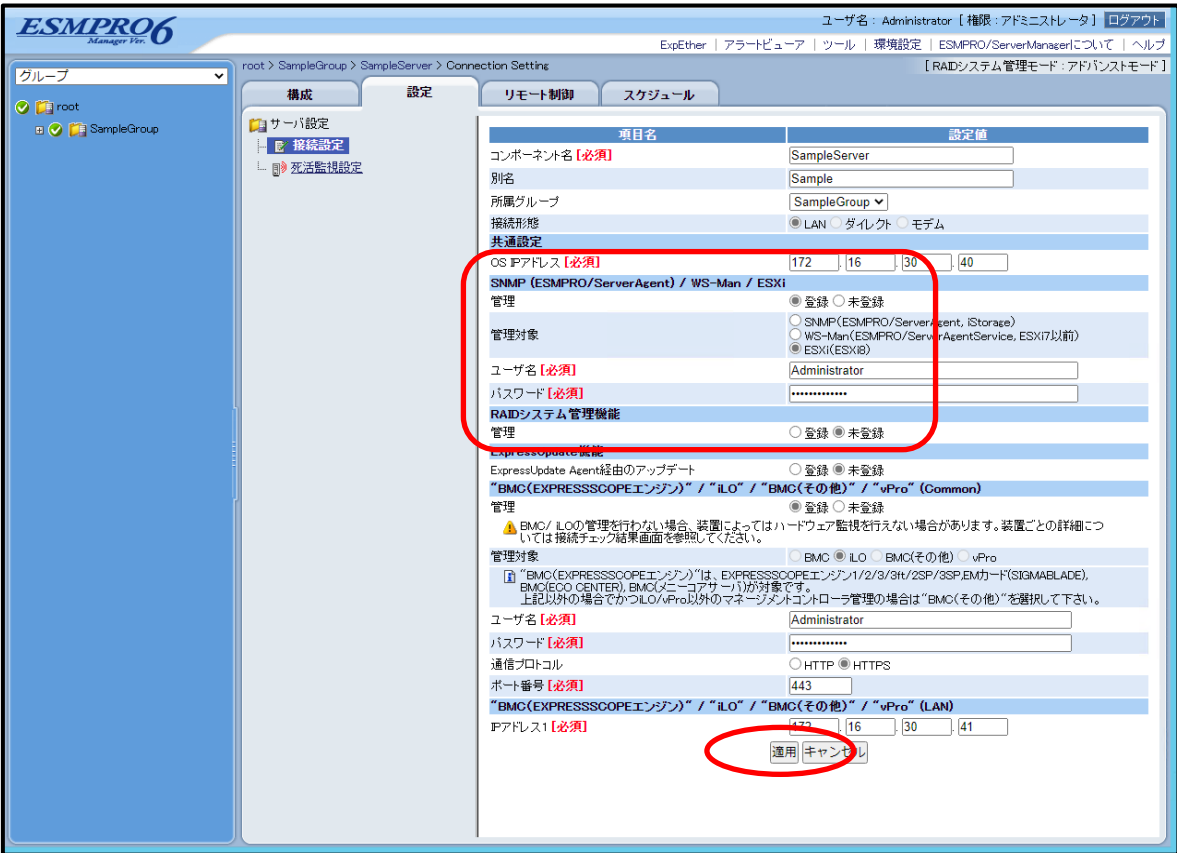 ESMPRO6
Manager Ver.
ユーザ名 : Administrator [ 権限 : アドミニストレータ ] ログアウト
ExpEther | アラートビューア | ツール | 環境設定 | ESMPRO/ServerManagerについて | ヘルプ
グループ
root
SampleGroup
root > SampleGroup > SampleServer > Connection Setting
[ RAIDシステム管理モード : アドバンストモード ]
構成 設定 リモート制御 スケジュール
サーバ設定
接続設定
死活監視設定
項目名 設定値
コンポーネント名 [必須] SampleServer
別名 Sample
所属グループ SampleGroup
接続形態 LAN ダイレクト モデム
共通設定
OS IPアドレス [必須] 172 . 16 . 30 . 40
SNMP (ESMPRO/ServerAgent) / WS-Man / ESXi
管理 登録 未登録
管理対象 SNMP(ESMPRO/ServerAgent, iStorage)
WS-Man(ESMPRO/ServerAgentService, ESXi7以前)
ESXi(ESXi8)
ユーザ名 [必須] Administrator
パスワード [必須] •••••••••••••
RAIDシステム管理機能
管理 登録 未登録
ExpressUpdate機能
ExpressUpdate Agent経由のアップデート 登録 未登録
"BMC(EXPRESSSCOPEエンジン)" / "iLO" / "BMC(その他)" / "vPro" (Common)
管理 登録 未登録
BMC/ iLOの管理を行わない場合、装置によってはハードウェア監視を行えない場合があります。装置ごとの詳細につ
いては接続チェック結果画面を参照してください。
管理対象 BMC iLO BMC(その他) vPro
"BMC(EXPRESSSCOPEエンジン)"は、EXPRESSSCOPEエンジン1/2/3/3ft/2SP/3SP,EMカード(SIGMABLADE),
BMC(ECO CENTER), BMC(メニーコアサーバ)が対象です。
上記以外の場合でかつiLO/vPro以外のマネージメントコントローラ管理の場合は"BMC(その他)"を選択して下さい。
ユーザ名 [必須] Administrator
パスワード [必須] •••••••••••••
通信プロトコル HTTP HTTPS
ポート番号 [必須] 443
"BMC(EXPRESSSCOPEエンジン)" / "iLO" / "BMC(その他)" / "vPro" (LAN)
IPアドレス1 [必須] 172 . 16 . 30 . 41
適用 キャンセル